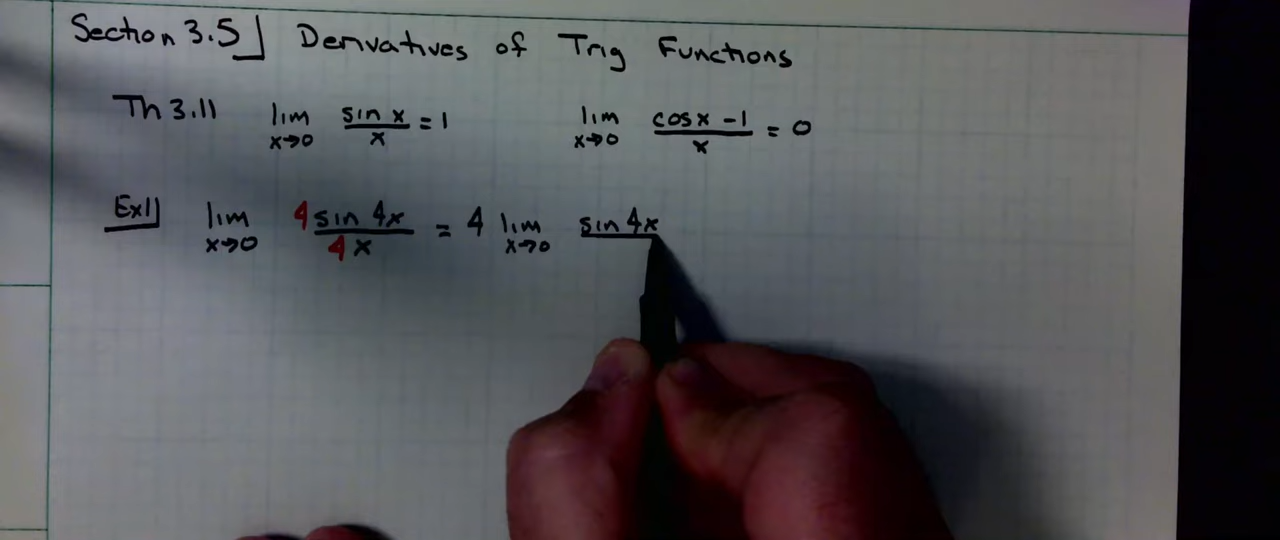 Section 3.5 Derivatives of Trig Functions
Th 3.11 lim x→0 sin x / x = 1 lim x→0 cosx - 1 / x = 0
Ex1 lim x→0 4 sin 4x / 4x = 4 lim x→0 sin 4x